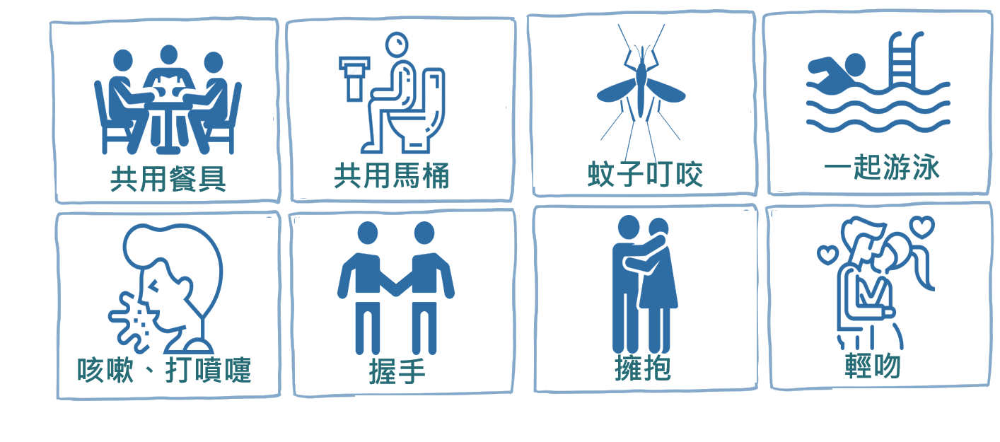 共用餐具
共用馬桶
蚊子叮咬
一起游泳
咳嗽、打噴嚏
握手
擁抱
輕吻